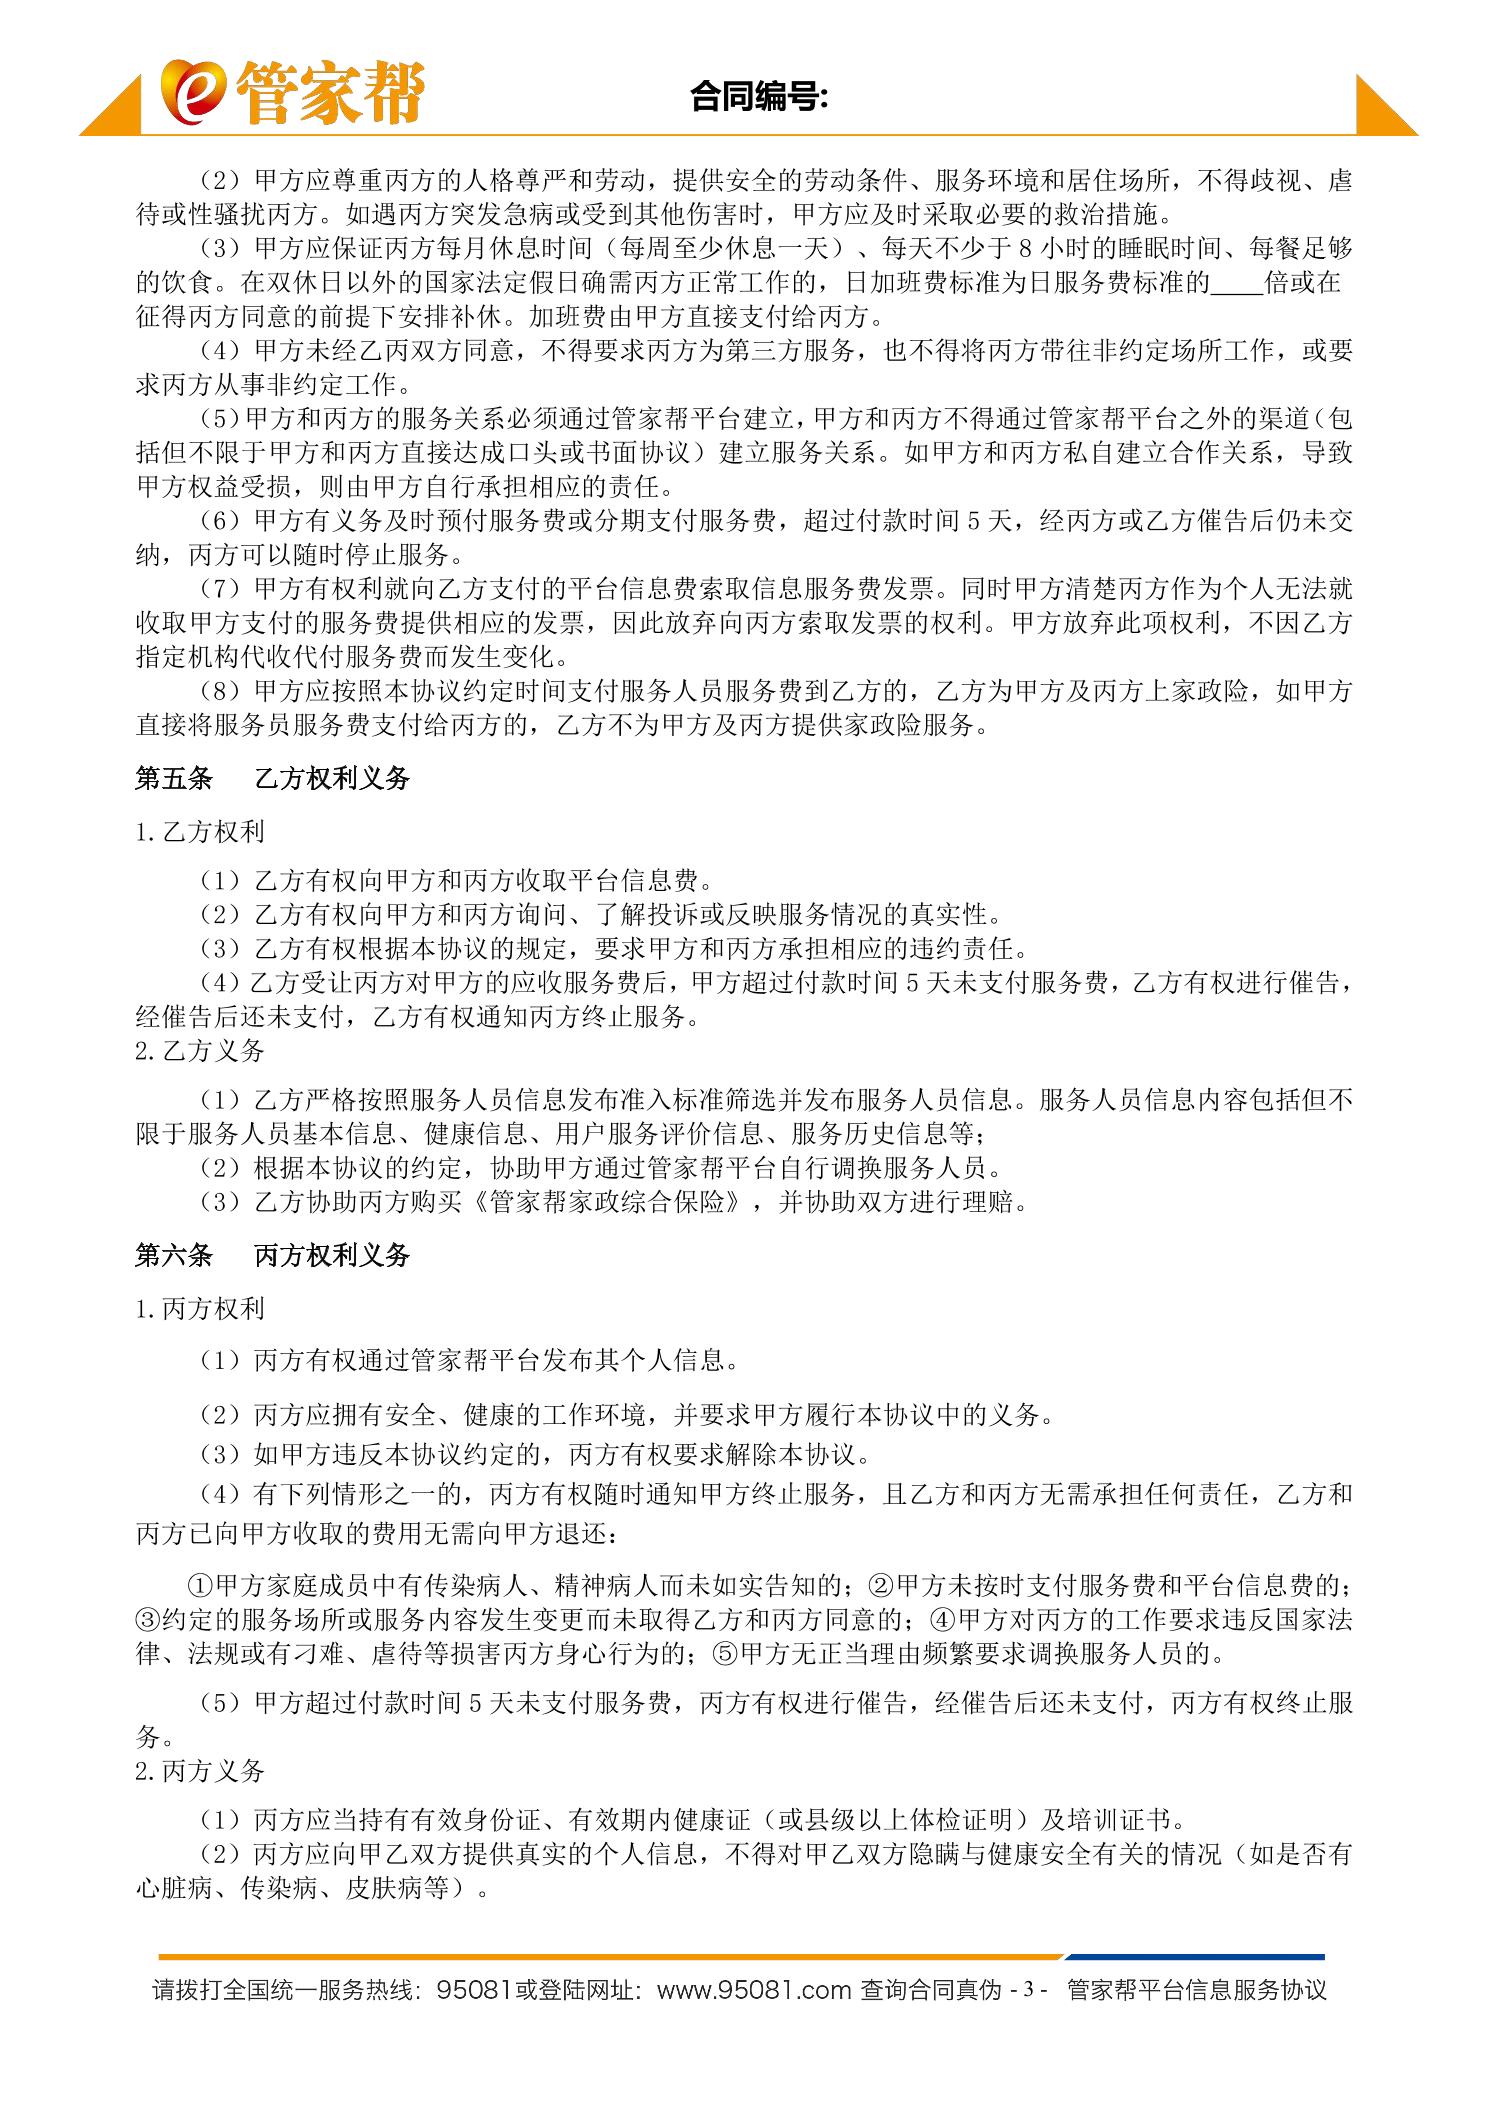 e管家帮
合同编号:
（2）甲方应尊重丙方的人格尊严和劳动，提供安全的劳动条件、服务环境和居住场所，不得歧视、虐
待或性骚扰丙方。如遇丙方突发急病或受到其他伤害时，甲方应及时采取必要的救治措施。
（3）甲方应保证丙方每月休息时间（每周至少休息一天）、每天不少于 8 小时的睡眠时间、每餐足够
的饮食。在双休日以外的国家法定假日确需丙方正常工作的，日加班费标准为日服务费标准的____倍或在
征得丙方同意的前提下安排补休。加班费由甲方直接支付给丙方。
（4）甲方未经乙丙双方同意，不得要求丙方为第三方服务，也不得将丙方带往非约定场所工作，或要
求丙方从事非约定工作。
（5）甲方和丙方的服务关系必须通过管家帮平台建立，甲方和丙方不得通过管家帮平台之外的渠道（包
括但不限于甲方和丙方直接达成口头或书面协议）建立服务关系。如甲方和丙方私自建立合作关系，导致
甲方权益受损，则由甲方自行承担相应的责任。
（6）甲方有义务及时预付服务费或分期支付服务费，超过付款时间 5 天，经丙方或乙方催告后仍未交
纳，丙方可以随时停止服务。
（7）甲方有权利就向乙方支付的平台信息费索取信息服务费发票。同时甲方清楚丙方作为个人无法就
收取甲方支付的服务费提供相应的发票，因此放弃向丙方索取发票的权利。甲方放弃此项权利，不因乙方
指定机构代收代付服务费而发生变化。
（8）甲方应按照本协议约定时间支付服务人员服务费到乙方的，乙方为甲方及丙方上家政险，如甲方
直接将服务员服务费支付给丙方的，乙方不为甲方及丙方提供家政险服务。
第五条 乙方权利义务
1.乙方权利
（1）乙方有权向甲方和丙方收取平台信息费。
（2）乙方有权向甲方和丙方询问、了解投诉或反映服务情况的真实性。
（3）乙方有权根据本协议的规定，要求甲方和丙方承担相应的违约责任。
（4）乙方受让丙方对甲方的应收服务费后，甲方超过付款时间 5 天未支付服务费，乙方有权进行催告，
经催告后还未支付，乙方有权通知丙方终止服务。
2.乙方义务
（1）乙方严格按照服务人员信息发布准入标准筛选并发布服务人员信息。服务人员信息内容包括但不
限于服务人员基本信息、健康信息、用户服务评价信息、服务历史信息等；
（2）根据本协议的约定，协助甲方通过管家帮平台自行调换服务人员。
（3）乙方协助丙方购买《管家帮家政综合保险》，并协助双方进行理赔。
第六条 丙方权利义务
1.丙方权利
（1）丙方有权通过管家帮平台发布其个人信息。
（2）丙方应拥有安全、健康的工作环境，并要求甲方履行本协议中的义务。
（3）如甲方违反本协议约定的，丙方有权要求解除本协议。
（4）有下列情形之一的，丙方有权随时通知甲方终止服务，且乙方和丙方无需承担任何责任，乙方和
丙方已向甲方收取的费用无需向甲方退还：
①甲方家庭成员中有传染病人、精神病人而未如实告知的；②甲方未按时支付服务费和平台信息费的；
③约定的服务场所或服务内容发生变更而未取得乙方和丙方同意的；④甲方对丙方的工作要求违反国家法
律、法规或有刁难、虐待等损害丙方身心行为的；⑤甲方无正当理由频繁要求调换服务人员的。
（5）甲方超过付款时间 5 天未支付服务费，丙方有权进行催告，经催告后还未支付，丙方有权终止服
务。
2.丙方义务
（1）丙方应当持有有效身份证、有效期内健康证（或县级以上体检证明）及培训证书。
（2）丙方应向甲乙双方提供真实的个人信息，不得对甲乙双方隐瞒与健康安全有关的情况（如是否有
心脏病、传染病、皮肤病等）。
请拨打全国统一服务热线：95081或登陆网址：www.95081.com 查询合同真伪 - 3 - 管家帮平台信息服务协议